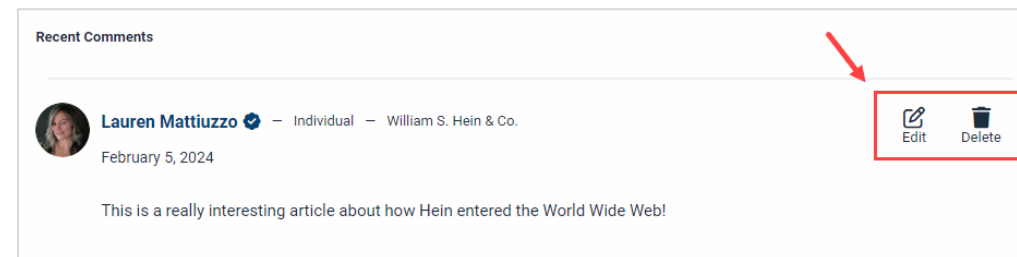 Recent Comments
Lauren Mattiuzzo – Individual – William S. Hein & Co.
February 5, 2024
Edit Delete
This is a really interesting article about how Hein entered the World Wide Web!